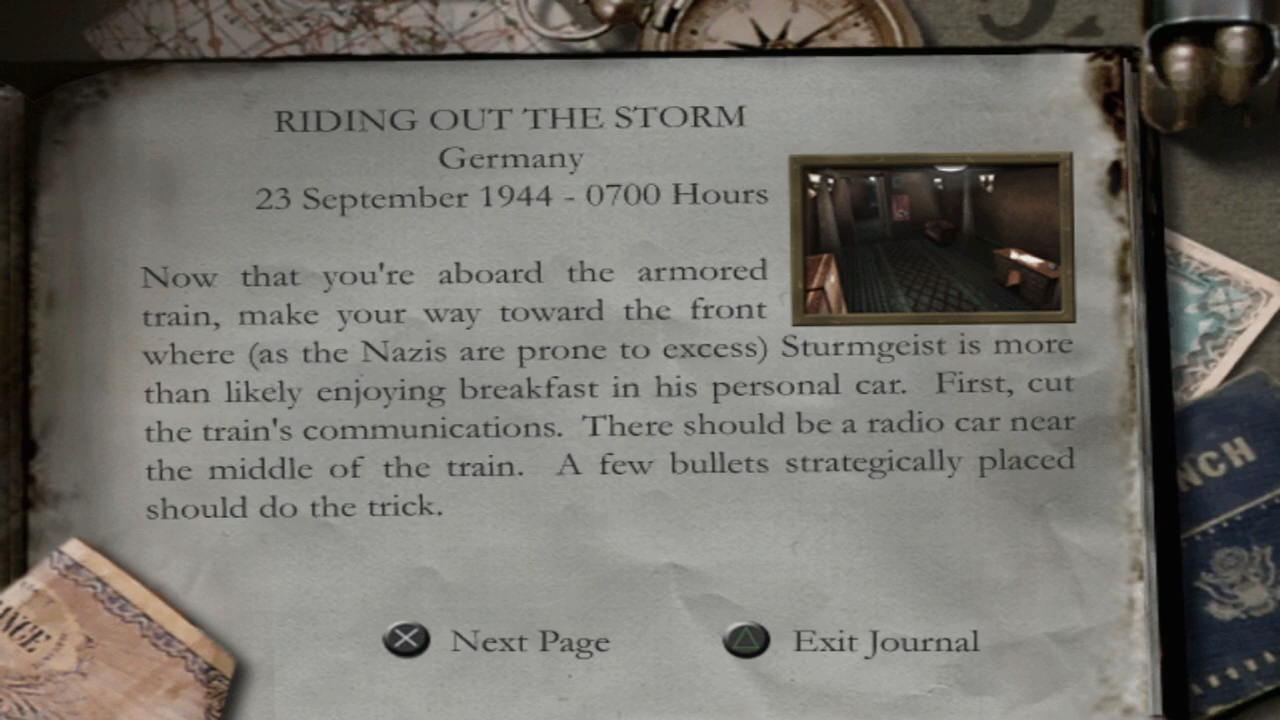 RIDING OUT THE STORM
Germany
23 September 1944 - 0700 Hours
Now that you're aboard the armored
train, make your way toward the front
where (as the Nazis are prone to excess) Sturmgeist is more
than likely enjoying breakfast in his personal car. First, cut
the train's communications. There should be a radio car near
the middle of the train. A few bullets strategically placed
should do the trick.
Next Page
Exit Journal